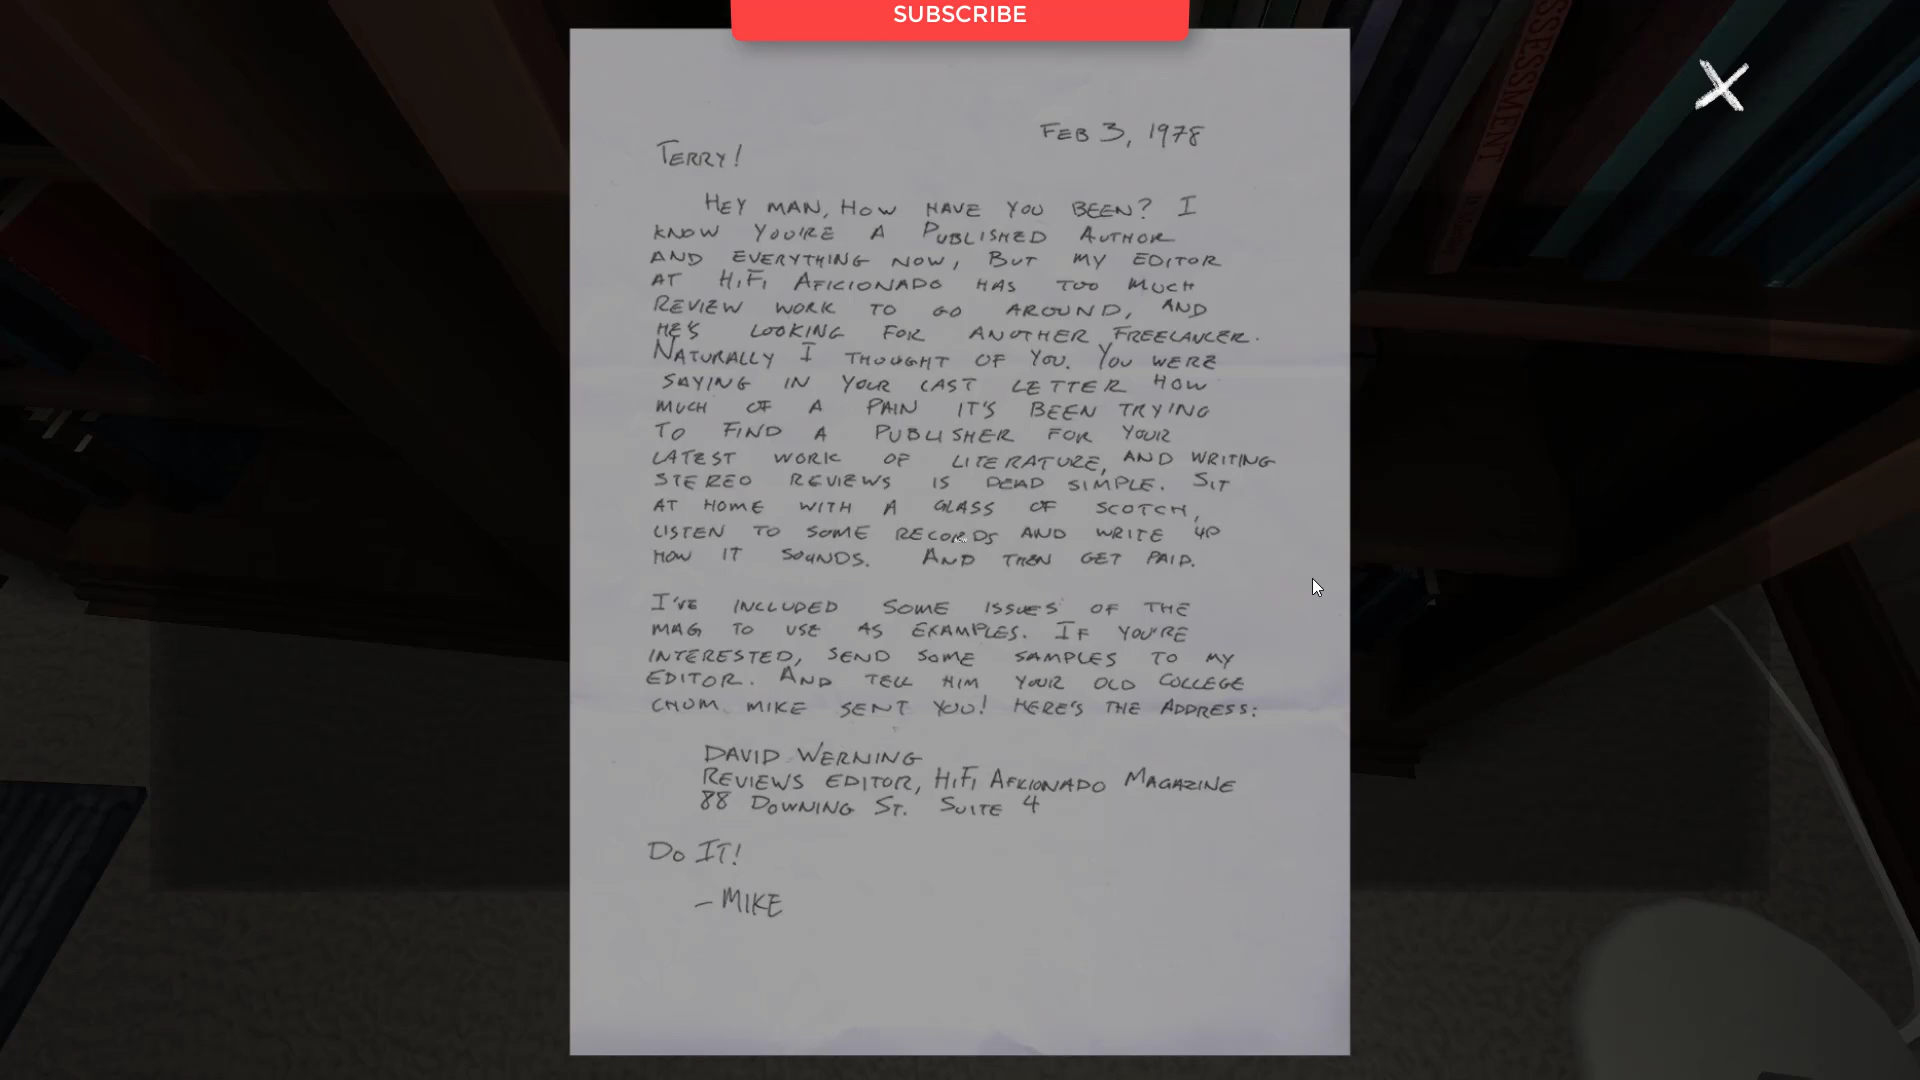 SUBSCRIBE
ASSESSMENT
FEB 3, 1978
TERRY!
HEY MAN, HOW HAVE YOU BEEN? I
KNOW YOU'RE A PUBLISHED AUTHOR
AND EVERYTHING NOW, BUT MY EDITOR
AT HIFI AFICIONADO HAS TOO MUCH
REVIEW WORK TO GO AROUND, AND
HE'S LOOKING FOR ANOTHER FREELANCER.
NATURALLY I THOUGHT OF YOU. YOU WERE
SAYING IN YOUR LAST LETTER HOW
MUCH OF A PAIN IT'S BEEN TRYING
TO FIND A PUBLISHER FOR YOUR
LATEST WORK OF LITERATURE, AND WRITING
STEREO REVIEWS IS DEAD SIMPLE. SIT
AT HOME WITH A GLASS OF SCOTCH,
LISTEN TO SOME RECORDS AND WRITE UP
HOW IT SOUNDS. AND THEN GET PAID.
I'VE INCLUDED SOME ISSUES OF THE
MAG TO USE AS EXAMPLES. IF YOU'RE
INTERESTED, SEND SOME SAMPLES TO MY
EDITOR. AND TELL HIM YOUR OLD COLLEGE
CHUM MIKE SENT YOU! HERE'S THE ADDRESS:
DAVID WERNING
REVIEWS EDITOR, HIFI AFICIONADO MAGAZINE
88 DOWNING ST. SUITE 4
DO IT!
– MIKE